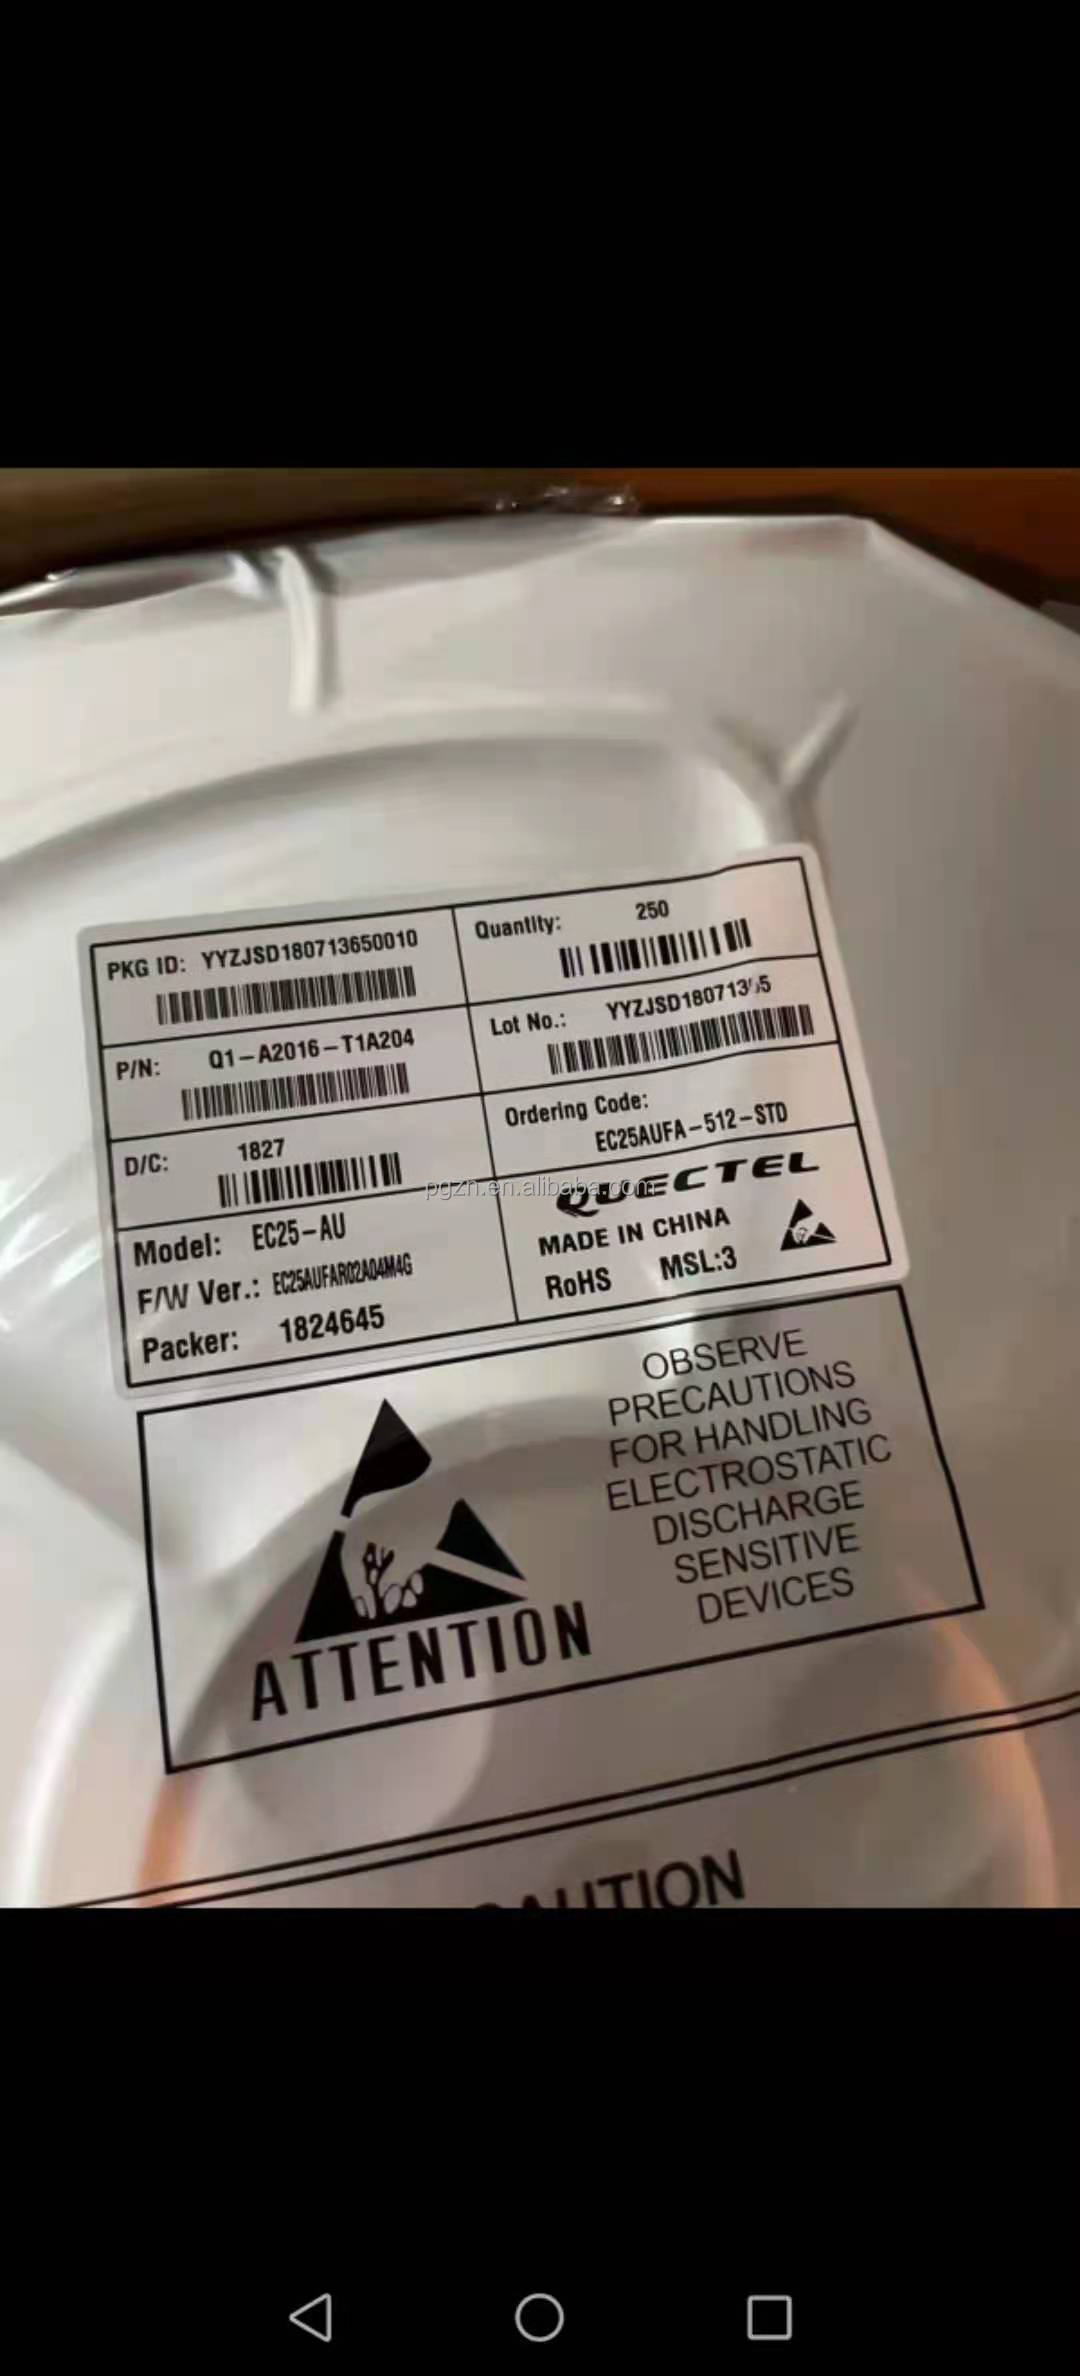 PKG ID: YYZJSD180713650010
Quantity: 250
P/N: Q1-A2016-T1A204
Lot No.:
D/C: 1827
Ordering Code:
EC25AUFA-512-STD
Model: EC25-AU
F/W Ver.: EC25AUFAR02A04M4G
Packer: 1824645
QUECTEL
MADE IN CHINA
RoHS MSL:3
pgzn.en.alibaba.com
ATTENTION
OBSERVE
PRECAUTIONS
FOR HANDLING
ELECTROSTATIC
DISCHARGE
SENSITIVE
DEVICES
CAUTION